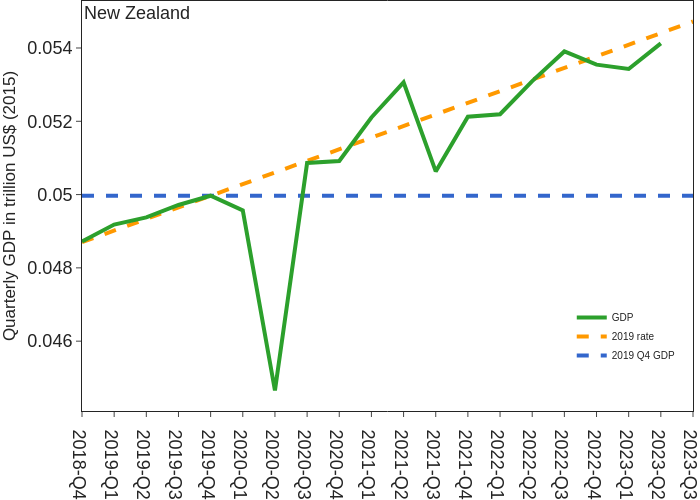 New Zealand
Quarterly GDP in trillion US$ (2015)
0.054
0.052
0.05
0.048
0.046
GDP
2019 rate
2019 Q4 GDP
2018-Q4
2019-Q1
2019-Q2
2019-Q3
2019-Q4
2020-Q1
2020-Q2
2020-Q3
2020-Q4
2021-Q1
2021-Q2
2021-Q3
2021-Q4
2022-Q1
2022-Q2
2022-Q3
2022-Q4
2023-Q1
2023-Q2
2023-Q3